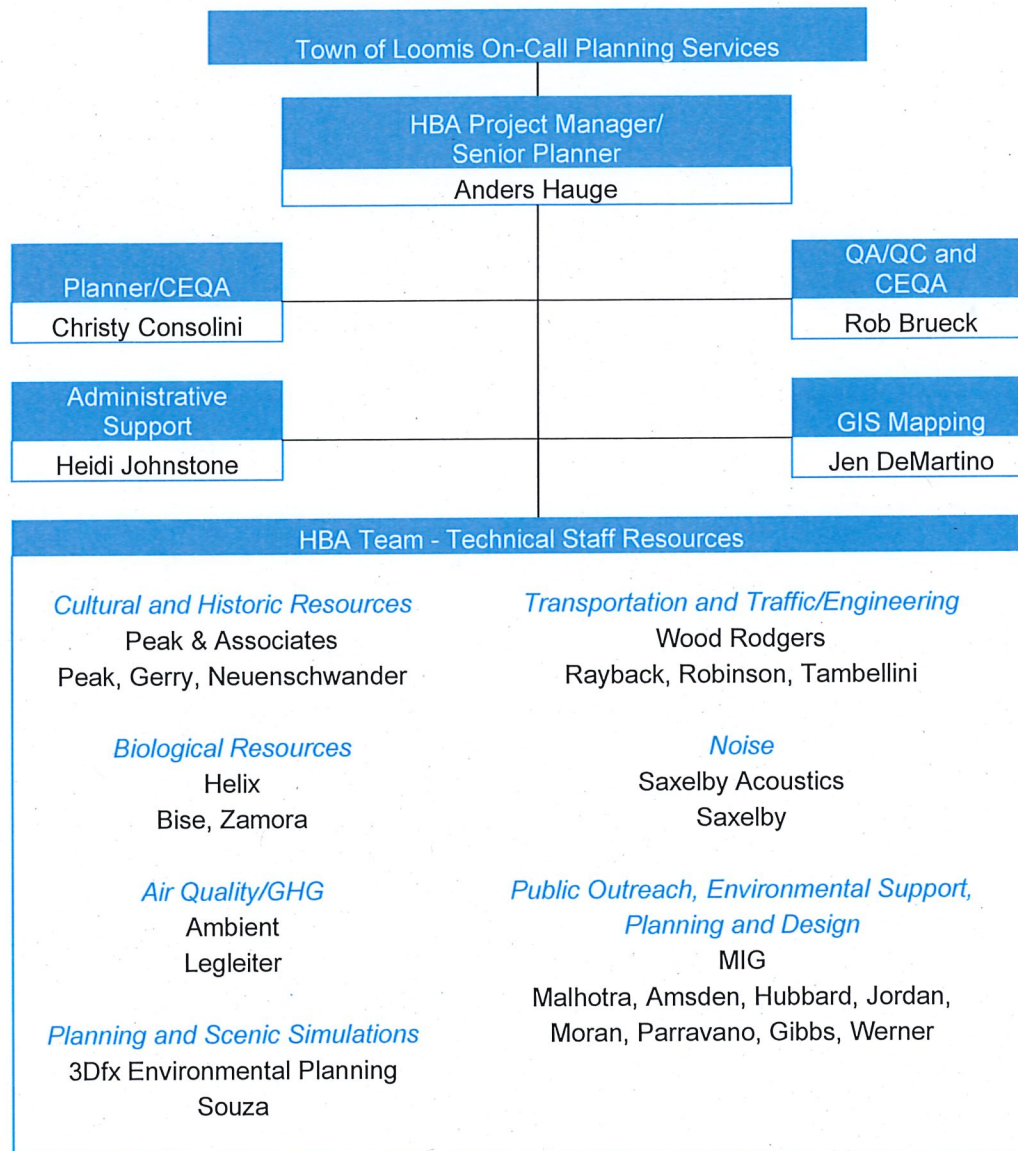 Town of Loomis On-Call Planning Services
HBA Project Manager/
Senior Planner
Anders Hauge
Planner/CEQA
Christy Consolini
QA/QC and
CEQA
Rob Brueck
Administrative
Support
Heidi Johnstone
GIS Mapping
Jen DeMartino
HBA Team - Technical Staff Resources
Cultural and Historic Resources
Peak & Associates
Peak, Gerry, Neuenschwander
Biological Resources
Helix
Bise, Zamora
Air Quality/GHG
Ambient
Legleiter
Planning and Scenic Simulations
3Dfx Environmental Planning
Souza
Transportation and Traffic/Engineering
Wood Rodgers
Rayback, Robinson, Tambellini
Noise
Saxelby Acoustics
Saxelby
Public Outreach, Environmental Support,
Planning and Design
MIG
Malhotra, Amsden, Hubbard, Jordan,
Moran, Parravano, Gibbs, Werner